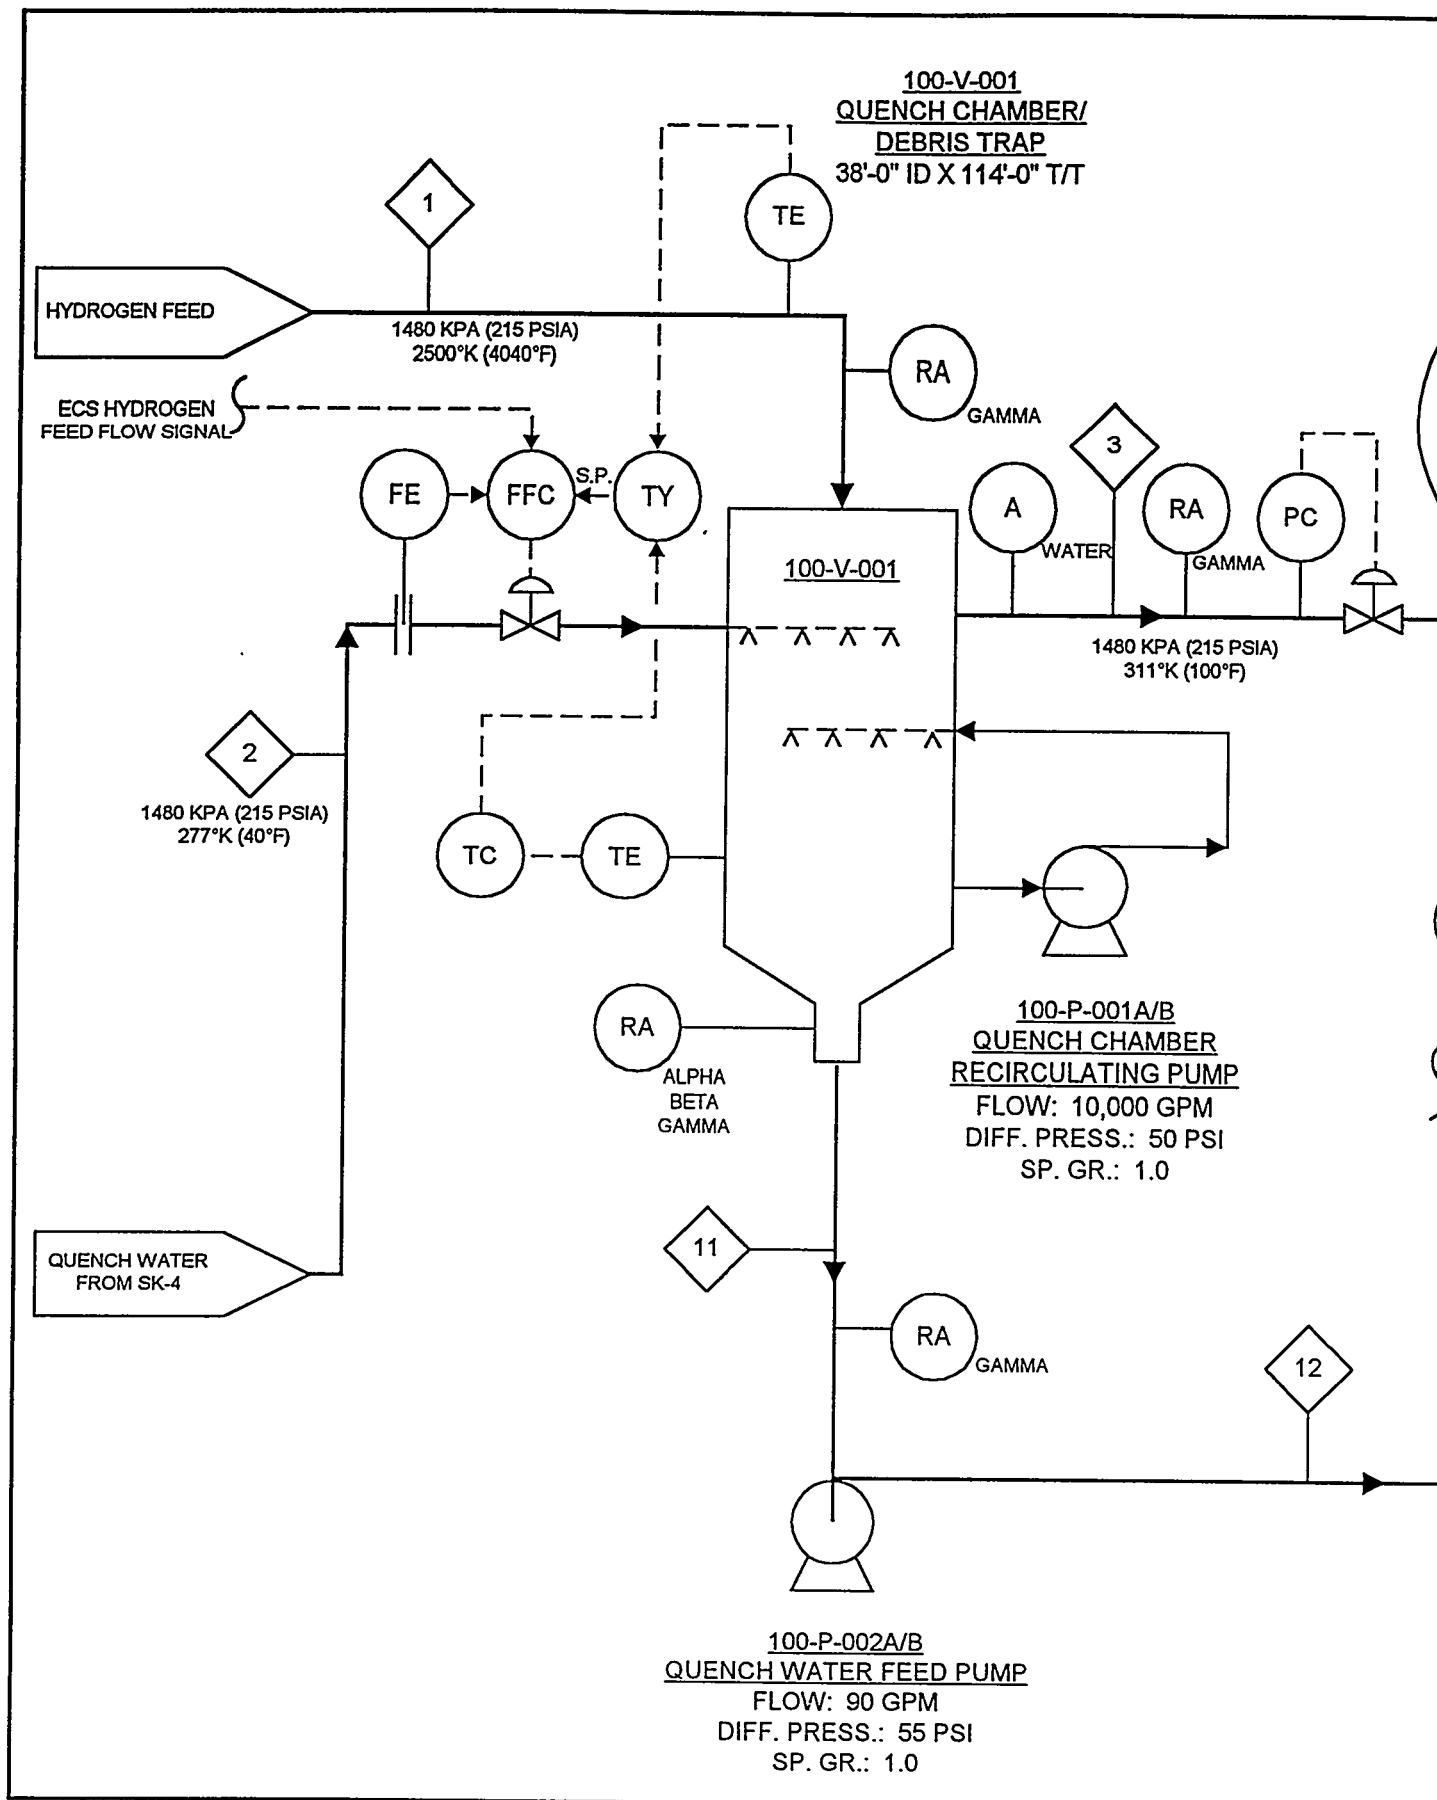 100-V-001
QUENCH CHAMBER/
DEBRIS TRAP
38'-0" ID X 114'-0" T/T
1
TE
HYDROGEN FEED
1480 KPA (215 PSIA)
2500°K (4040°F)
RA
GAMMA
ECS HYDROGEN
FEED FLOW SIGNAL
FE
FFC
S.P.
TY
3
A
WATER
RA
GAMMA
PC
100-V-001
1480 KPA (215 PSIA)
311°K (100°F)
2
1480 KPA (215 PSIA)
277°K (40°F)
TC
TE
RA
ALPHA
BETA
GAMMA
100-P-001A/B
QUENCH CHAMBER
RECIRCULATING PUMP
FLOW: 10,000 GPM
DIFF. PRESS.: 50 PSI
SP. GR.: 1.0
11
QUENCH WATER
FROM SK-4
RA
GAMMA
12
100-P-002A/B
QUENCH WATER FEED PUMP
FLOW: 90 GPM
DIFF. PRESS.: 55 PSI
SP. GR.: 1.0